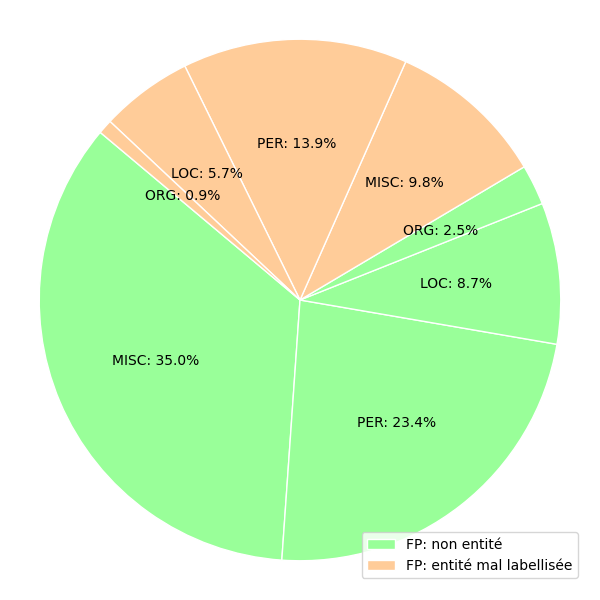 PER: 13.9%
LOC: 5.7%
MISC: 9.8%
ORG: 0.9%
ORG: 2.5%
LOC: 8.7%
MISC: 35.0%
PER: 23.4%
FP: non entité
FP: entité mal labellisée